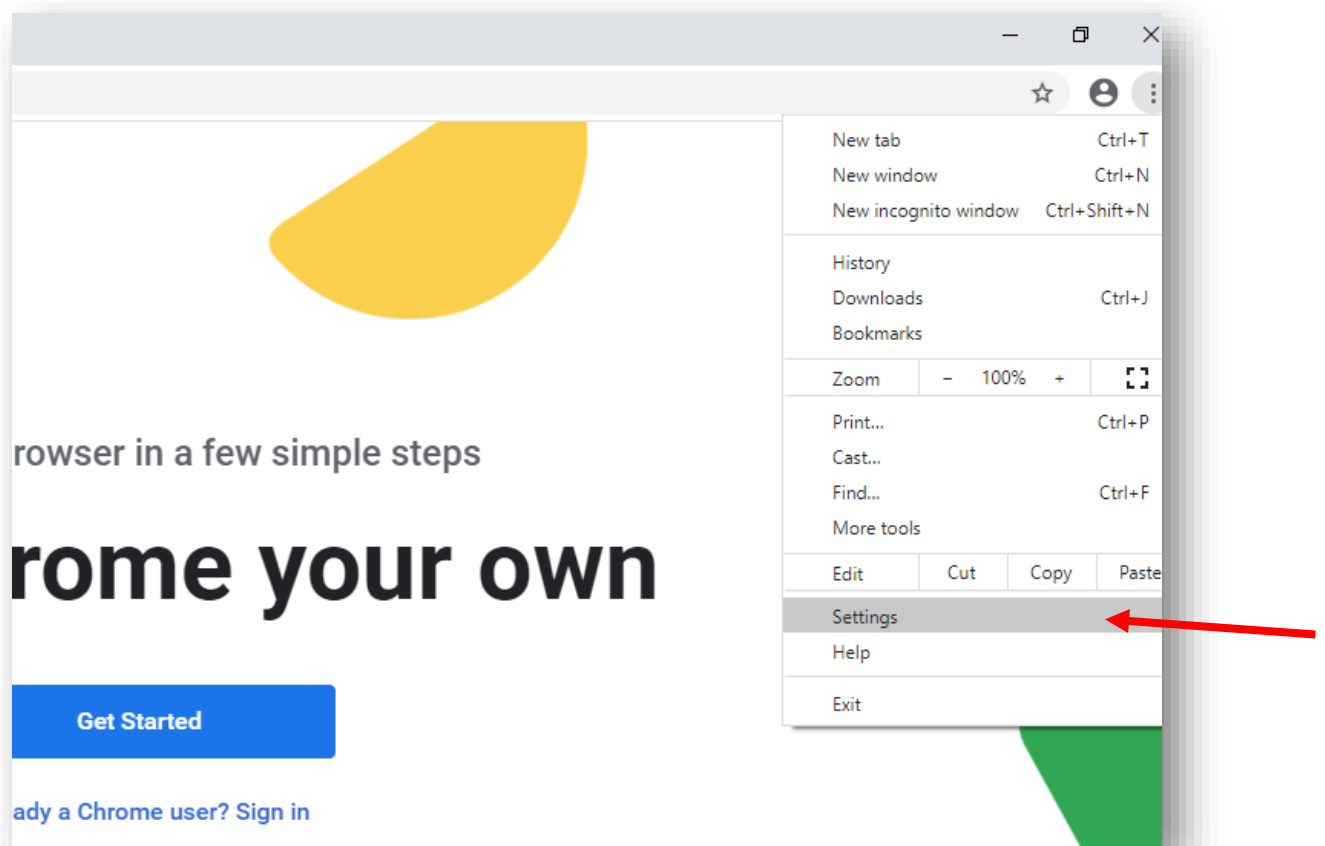 New tab Ctrl+T
New window Ctrl+N
New incognito window Ctrl+Shift+N
History
Downloads Ctrl+J
Bookmarks
Zoom − 100% +
Print... Ctrl+P
Cast...
Find... Ctrl+F
More tools
Edit Cut Copy Paste
Settings
Help
Exit
rowser in a few simple steps
rome your own
Get Started
ady a Chrome user? Sign in